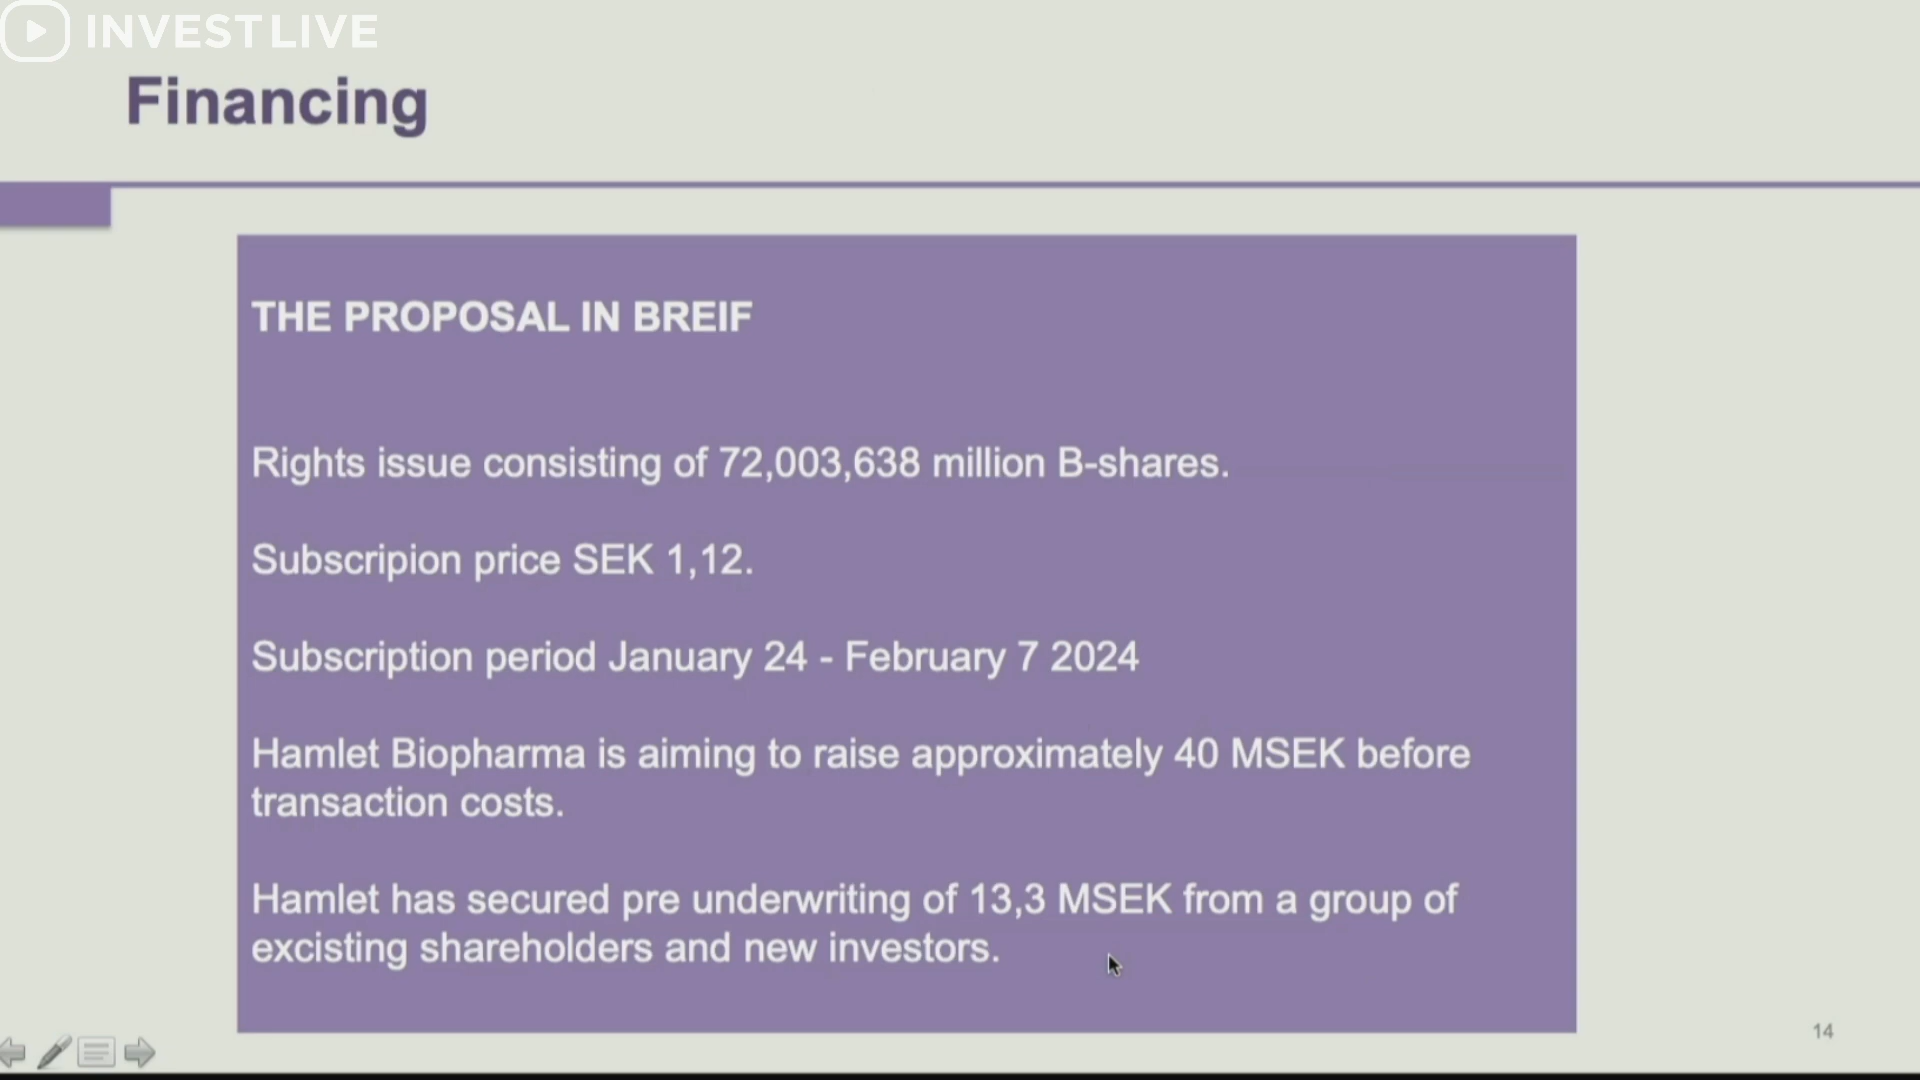 INVESTLIVE
Financing
THE PROPOSAL IN BREIF
Rights issue consisting of 72,003,638 million B-shares.
Subscripion price SEK 1,12.
Subscription period January 24 - February 7 2024
Hamlet Biopharma is aiming to raise approximately 40 MSEK before
transaction costs.
Hamlet has secured pre underwriting of 13,3 MSEK from a group of
excisting shareholders and new investors.
14